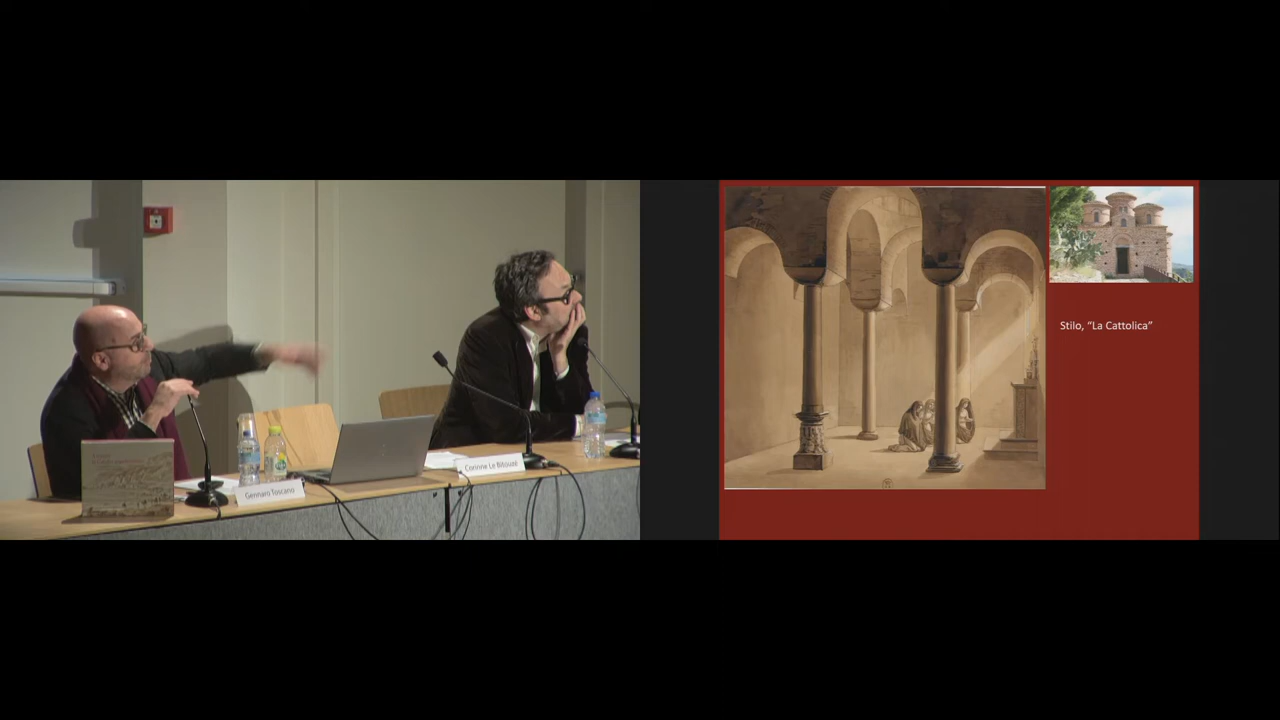 Gennaro Toscano
Corinne Le Bitouzé
Stilo, “La Cattolica”